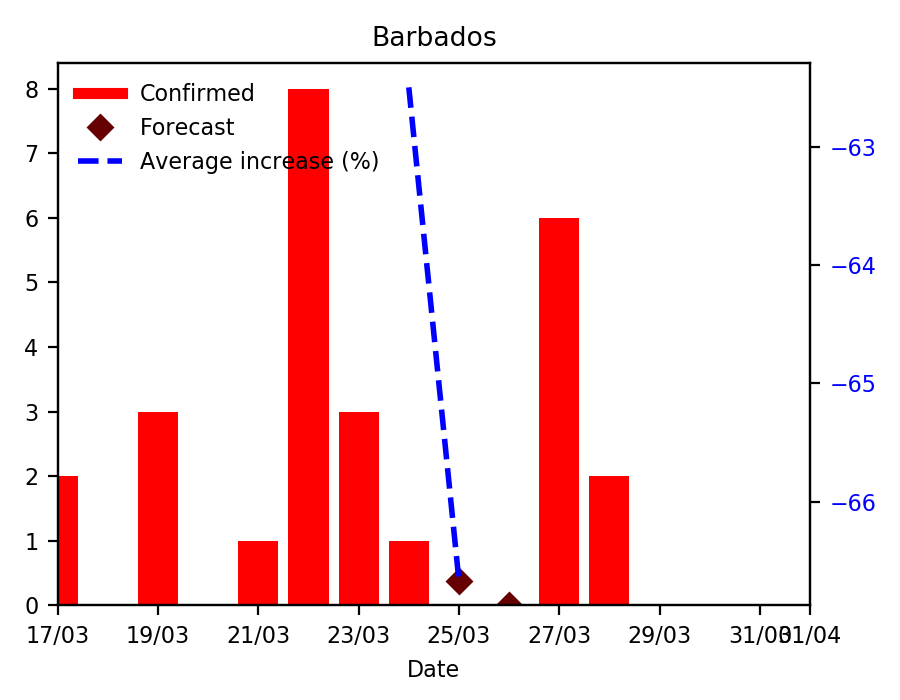 Barbados
Confirmed
Forecast
Average increase (%)
8
7
6
5
4
3
2
1
0
−63
−64
−65
−66
17/03 19/03 21/03 23/03 25/03 27/03 29/03 31/03 01/04
Date